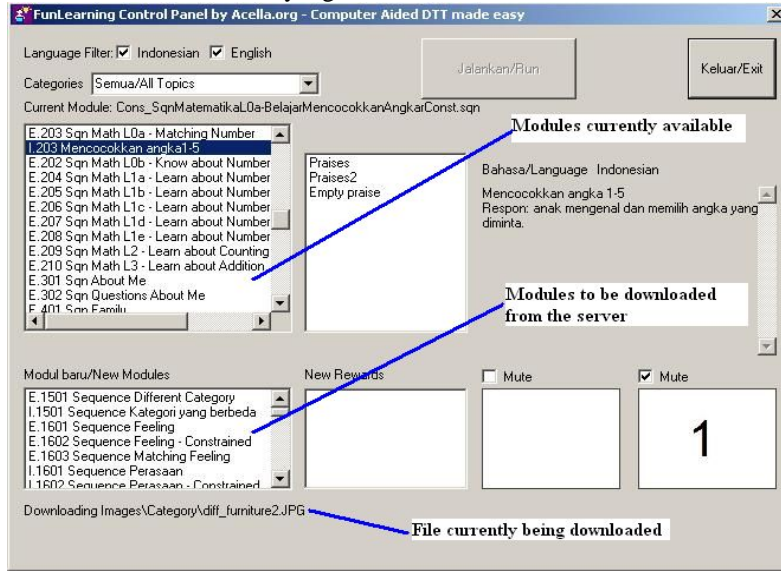 FunLearning Control Panel by Acella.org - Computer Aided DTT made easy
Language Filter: Indonesian English
Jalankan/Run
Keluar/Exit
Categories Semua/All Topics
Current Module: Cons_SqnMatematikaL0a-BelajarMencocokkanAngkarConst.sqn
Modules currently available
E.203 Sqn Math L0a - Matching Number
I.203 Mencocokkan angka1-5
E.202 Sqn Math L0b - Know about Number
E.204 Sqn Math L1a - Learn about Number
E.205 Sqn Math L1b - Learn about Number
E.206 Sqn Math L1c - Learn about Number
E.207 Sqn Math L1d - Learn about Number
E.208 Sqn Math L1e - Learn about Number
E.209 Sqn Math L2 - Learn about Counting
E.210 Sqn Math L3 - Learn about Addition
E.301 Sqn About Me
E.302 Sqn Questions About Me
E.401 Sqn Family
Praises
Praises2
Empty praise
Bahasa/Language Indonesian
Mencocokkan angka 1-5
Respon: anak mengenal dan memilih angka yang
diminta.
Modules to be downloaded
from the server
Modul baru/New Modules
New Rewards
Mute
Mute
E.1501 Sequence Different Category
I.1501 Sequence Kategori yang berbeda
E.1601 Sequence Feeling
E.1602 Sequence Feeling - Constrained
E.1603 Sequence Matching Feeling
I.1601 Sequence Perasaan
I.1602 Sequence Perasaan - Constrained
1
Downloading Images\Category\diff_furniture2.JPG
File currently being downloaded